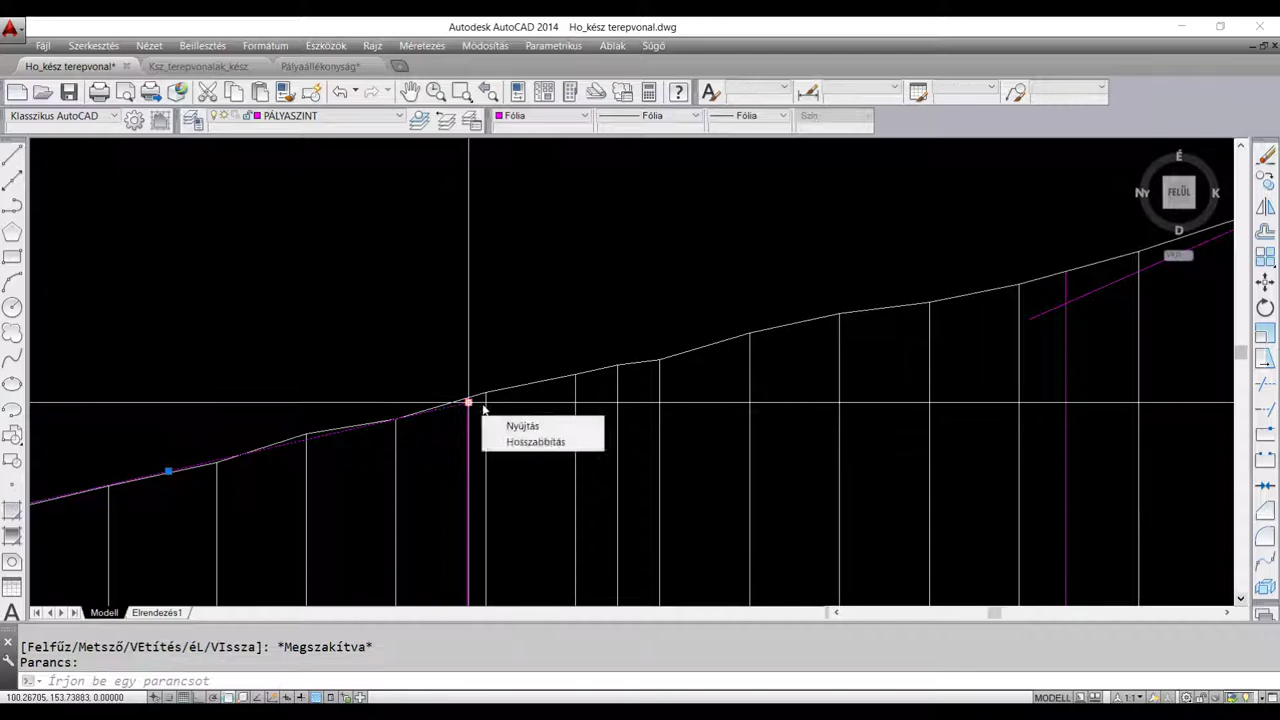 Autodesk AutoCAD 2014 Ho_kész terepvonal.dwg
Fájl Szerkesztés Nézet Beillesztés Formátum Eszközök Rajz Méretezés Módosítás Parametrikus Ablak Súgó
Ho_kész terepvonal* Ksz_terepvonalak_kész Pályaállékonyság*
Klasszikus AutoCAD PÁLYASZINT Fólia Fólia Fólia Szín
É
Ny FELÜL K
D
Nyújtás
Hosszabbítás
Modell Elrendezés1
[Felfűz/Metsző/VEtítés/éL/VIssza]: *Megszakítva*
Parancs:
Írjon be egy parancsot
100.26705, 153.73883, 0.00000 MODELL 1:1